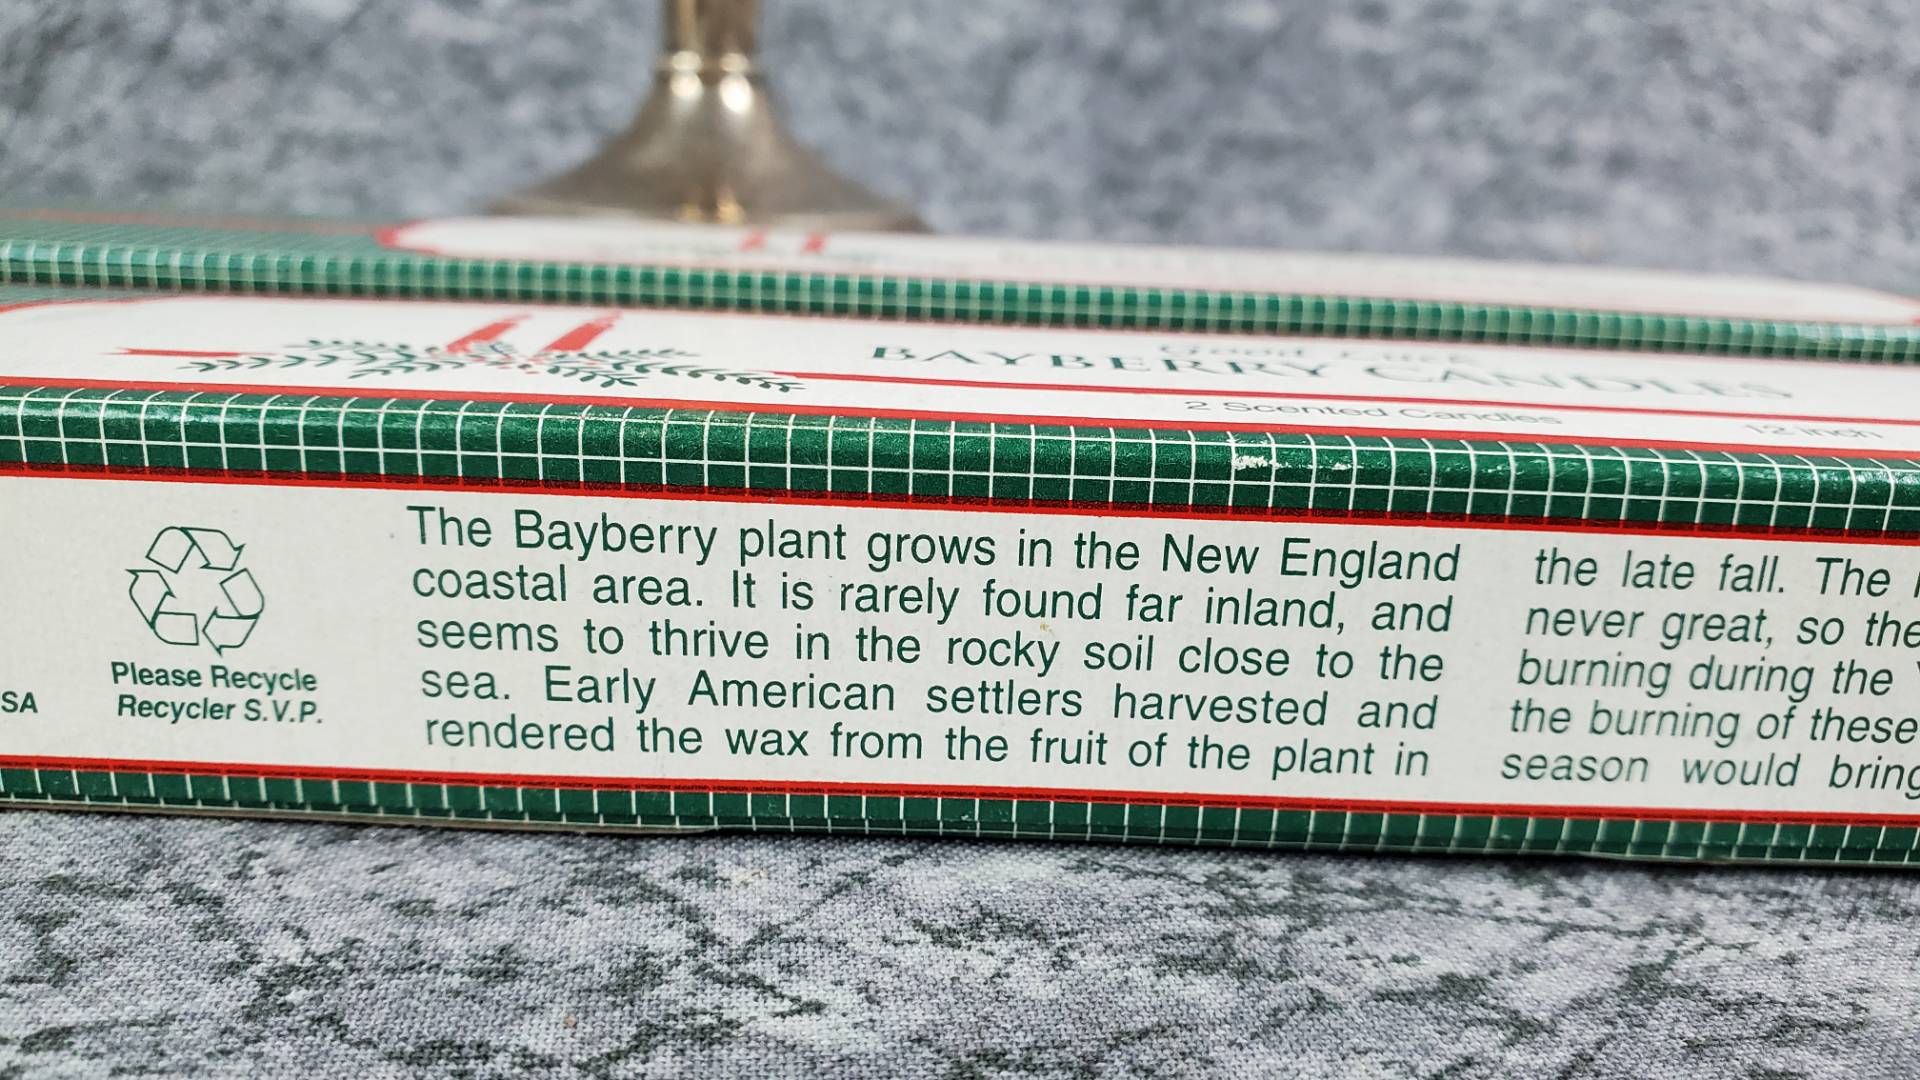 Good Luck
BAYBERRY CANDLES
2 Scented Candles
12 inch
SA
Please Recycle
Recycler S.V.P.
The Bayberry plant grows in the New England
coastal area. It is rarely found far inland, and
seems to thrive in the rocky soil close to the
sea. Early American settlers harvested and
rendered the wax from the fruit of the plant in
the late fall. The
never great, so the
burning during the
the burning of these
season would bring